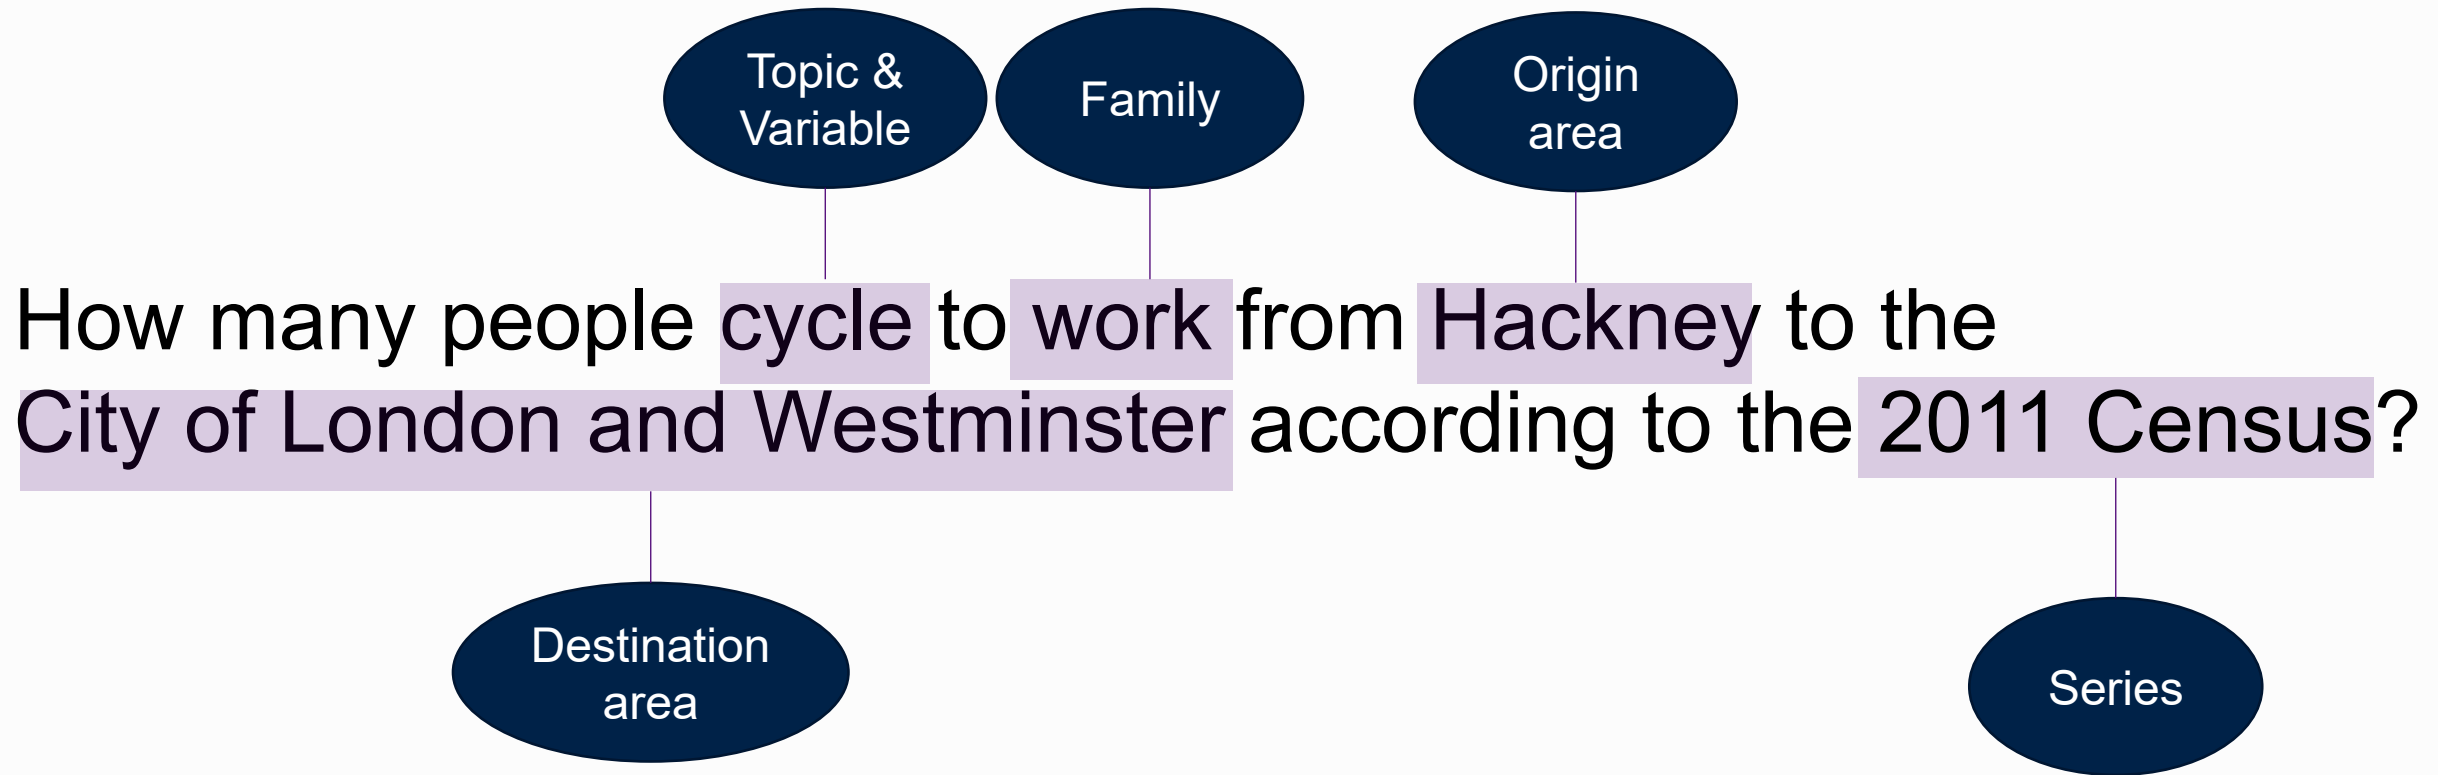 Topic &
Variable
Family
Origin
area
How many people cycle to work from Hackney to the
City of London and Westminster according to the 2011 Census?
Destination
area
Series